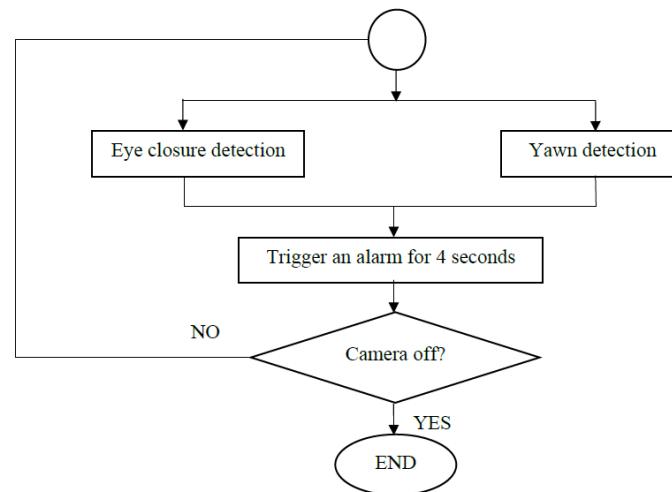 Eye closure detection
Yawn detection
Trigger an alarm for 4 seconds
NO
Camera off?
YES
END